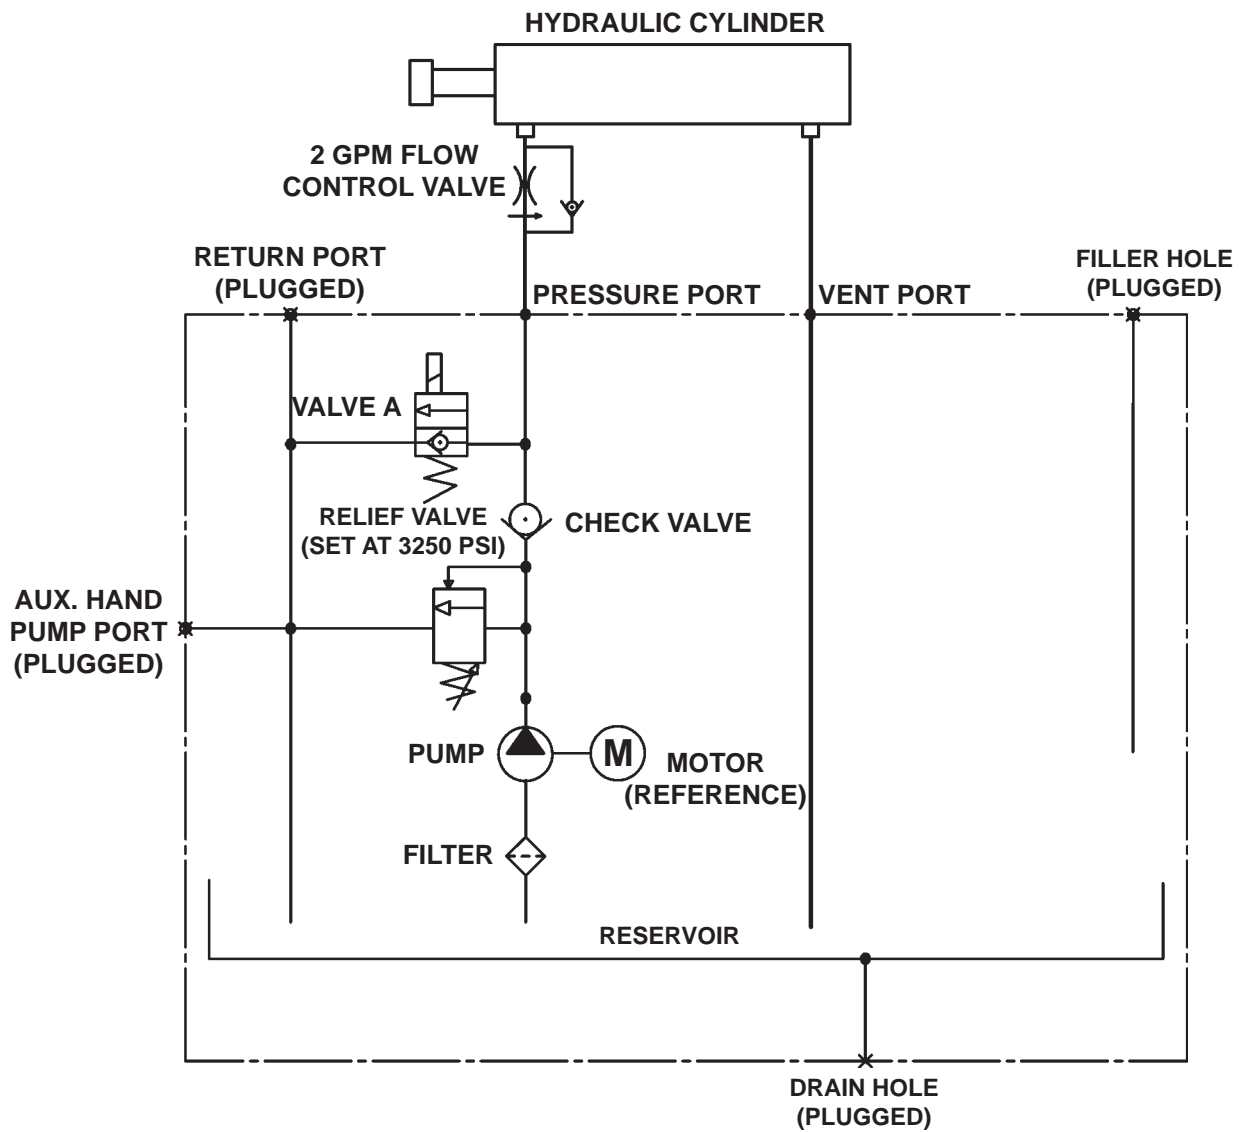 HYDRAULIC CYLINDER
2 GPM FLOW
CONTROL VALVE
RETURN PORT
(PLUGGED)
PRESSURE PORT
VENT PORT
FILLER HOLE
(PLUGGED)
VALVE A
RELIEF VALVE
(SET AT 3250 PSI)
CHECK VALVE
AUX. HAND
PUMP PORT
(PLUGGED)
PUMP
M
MOTOR
(REFERENCE)
FILTER
RESERVOIR
DRAIN HOLE
(PLUGGED)